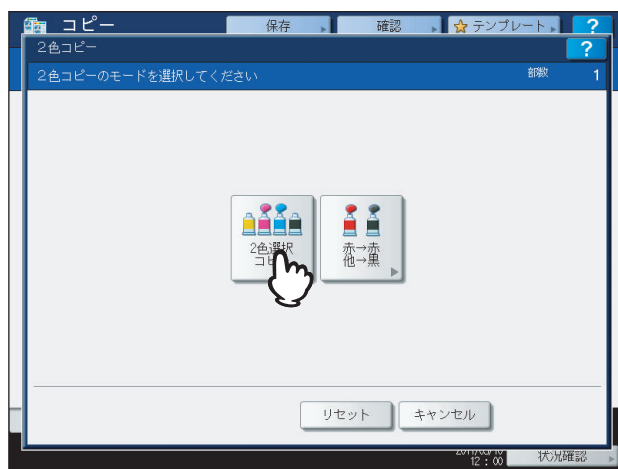 コピー
保存
確認
テンプレート
?
2色コピー
?
2色コピーのモードを選択してください
部数 1
2色選択
赤→赤
他→黒
リセット
キャンセル
12:00
状況確認